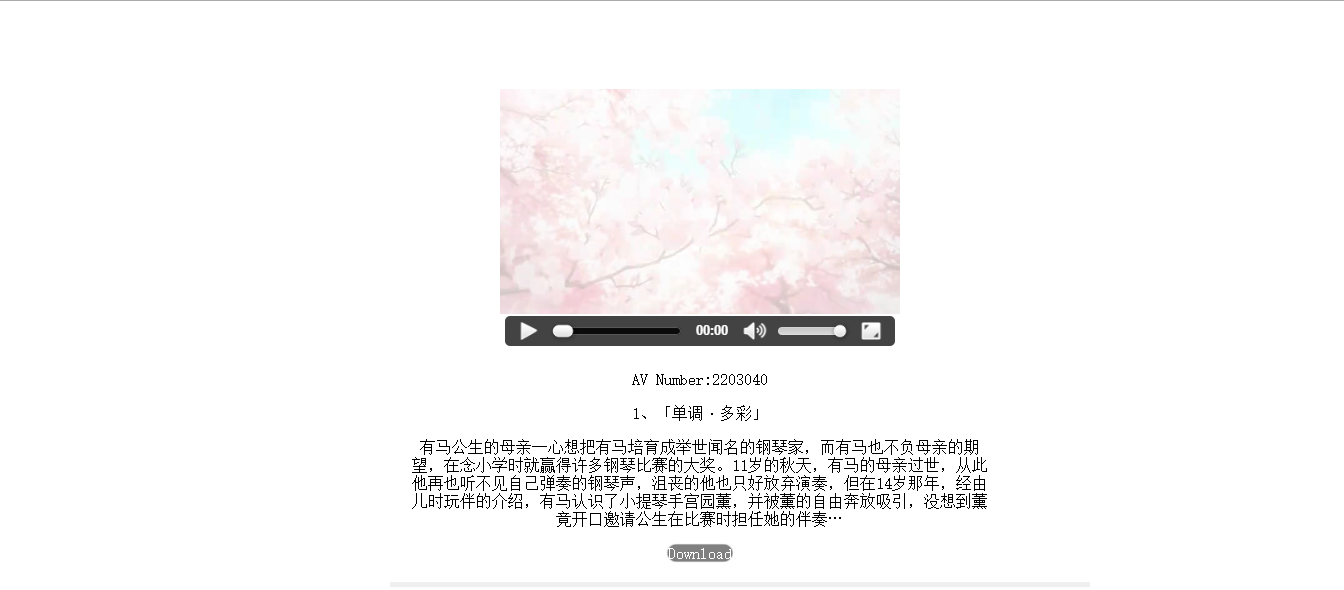 00:00
AV Number:2203040
1、「单调·多彩」
有马公生的母亲一心想把有马培育成举世闻名的钢琴家，而有马也不负母亲的期
望，在念小学时就赢得许多钢琴比赛的大奖。11岁的秋天，有马的母亲过世，从此
他再也听不见自己弹奏的钢琴声，沮丧的他也只好放弃演奏，但在14岁那年，经由
儿时玩伴的介绍，有马认识了小提琴手宫园薰，并被薰的自由奔放吸引，没想到薰
竟开口邀请公生在比赛时担任她的伴奏…
Download